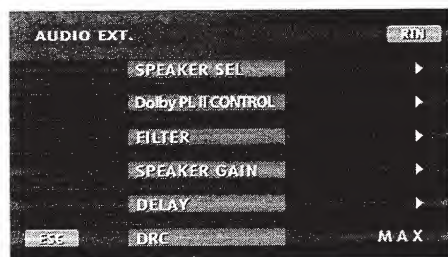 AUDIO EXT. RTN
SPEAKER SEL
Dolby PL II CONTROL
FILTER
SPEAKER GAIN
DELAY
ESC DRC MAX